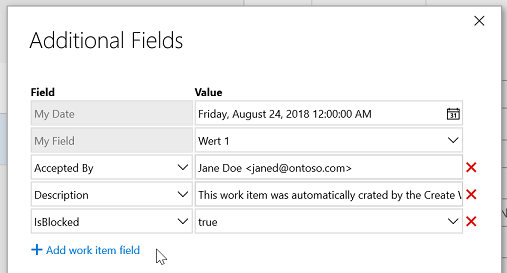 Additional Fields
Field Value
My Date Friday, August 24, 2018 12:00:00 AM 31
My Field Wert 1
Accepted By Jane Doe <janed@ontoso.com>
Description This work item was automatically crated by the Create
IsBlocked true
+ Add work item field